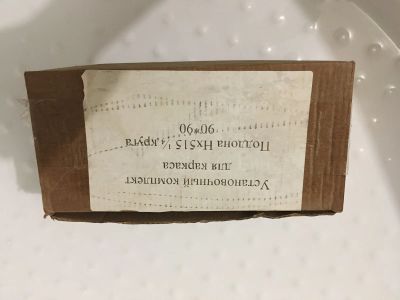 Установочный комплект
для каркаса
Поддона Hx515 ¼ круга
90*90